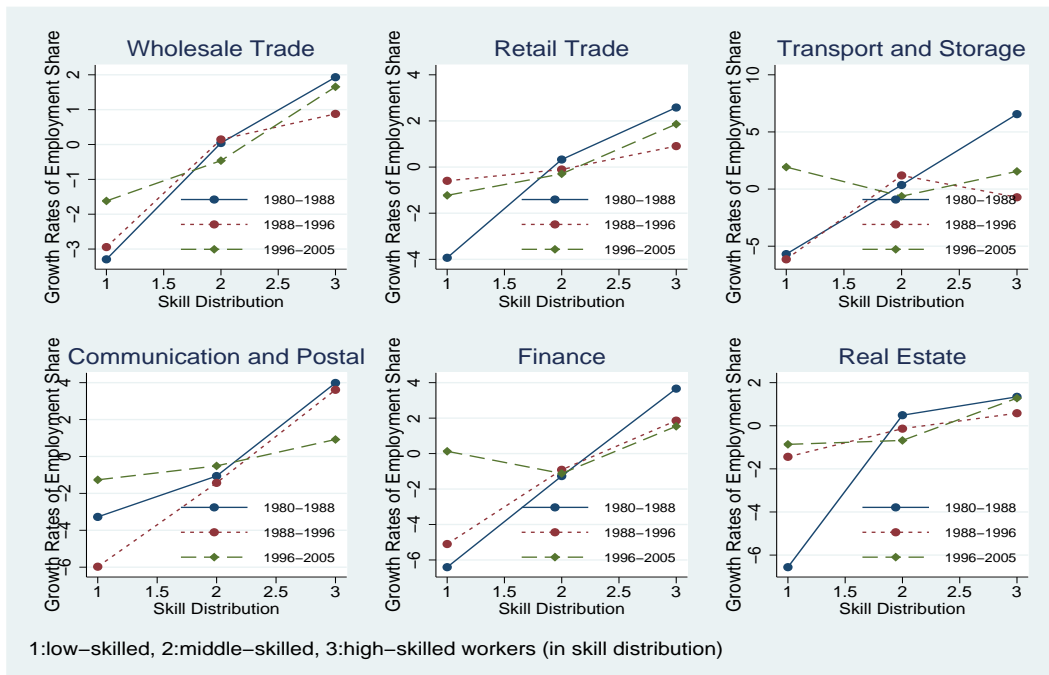 Wholesale Trade
Growth Rates of Employment Share
2
1
0
−1
−2
−3
1980−1988
1988−1996
1996−2005
1 1.5 2 2.5 3
Skill Distribution
Retail Trade
Growth Rates of Employment Share
4
2
0
−2
−4
1980−1988
1988−1996
1996−2005
1 1.5 2 2.5 3
Skill Distribution
Transport and Storage
Growth Rates of Employment Share
10
5
0
−5
1980−1988
1988−1996
1996−2005
1 1.5 2 2.5 3
Skill Distribution
Communication and Postal
Growth Rates of Employment Share
4
2
0
−2
−4
−6
1980−1988
1988−1996
1996−2005
1 1.5 2 2.5 3
Skill Distribution
Finance
Growth Rates of Employment Share
4
2
0
−2
−4
−6
1980−1988
1988−1996
1996−2005
1 1.5 2 2.5 3
Skill Distribution
Real Estate
Growth Rates of Employment Share
2
0
−2
−4
−6
1980−1988
1988−1996
1996−2005
1 1.5 2 2.5 3
Skill Distribution
1:low−skilled, 2:middle−skilled, 3:high−skilled workers (in skill distribution)